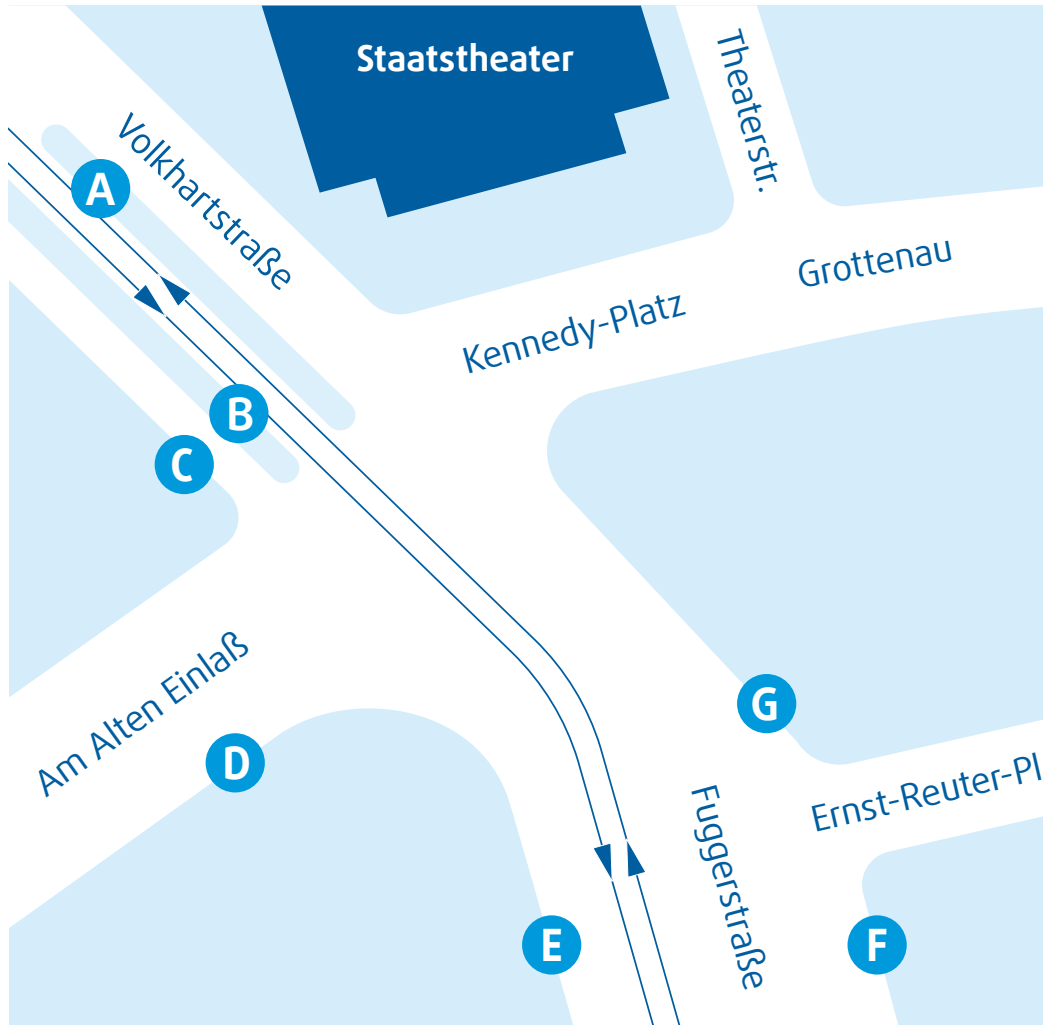 Staatstheater
Theaterstr.
Volkhartstraße
A
Grottenau
Kennedy-Platz
B
C
Am Alten Einlaß
D
G
Ernst-Reuter-Pl
Fuggerstraße
E
F